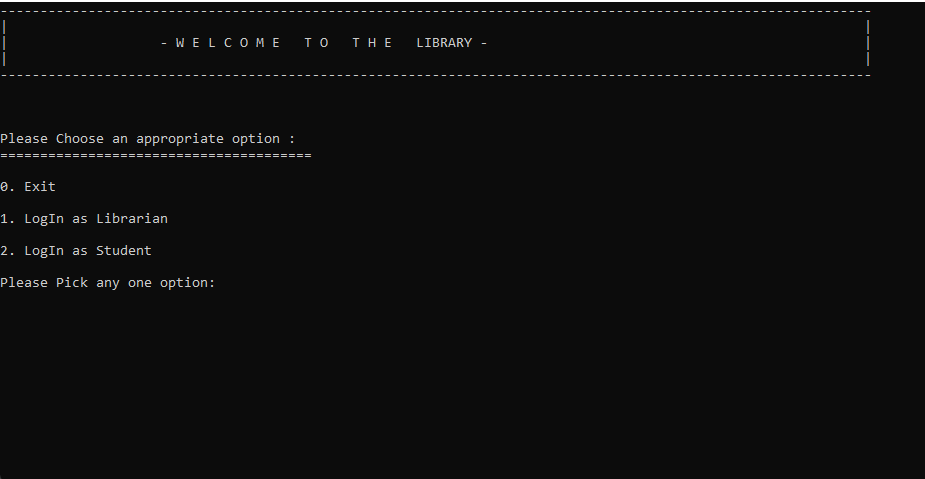 - W E L C O M E   T O   T H E   LIBRARY -
Please Choose an appropriate option :
=======================================
0. Exit
1. LogIn as Librarian
2. LogIn as Student
Please Pick any one option: